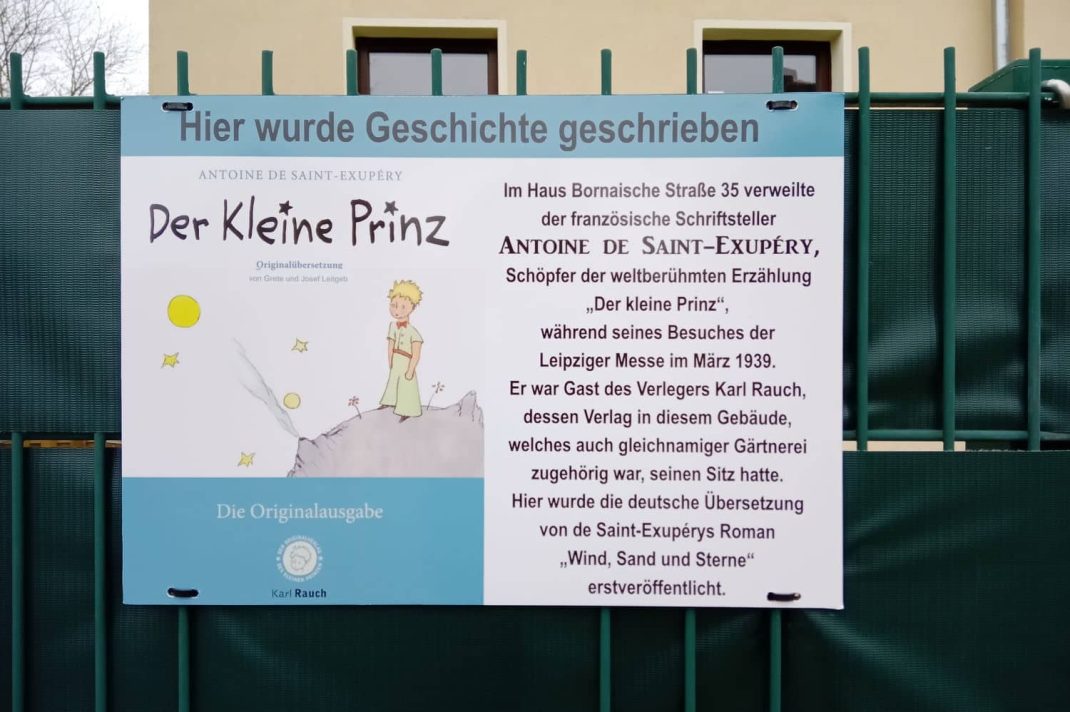 Hier wurde Geschichte geschrieben
ANTOINE DE SAINT-EXUPÉRY
Der Kleine Prinz
Originalübersetzung
von Grete und Josef Leitgeb
Die Originalausgabe
Karl Rauch
Im Haus Bornaische Straße 35 verweilte
der französische Schriftsteller
ANTOINE DE SAINT–EXUPÉRY,
Schöpfer der weltberühmten Erzählung
„Der kleine Prinz“,
während seines Besuches der
Leipziger Messe im März 1939.
Er war Gast des Verlegers Karl Rauch,
dessen Verlag in diesem Gebäude,
welches auch gleichnamiger Gärtnerei
zugehörig war, seinen Sitz hatte.
Hier wurde die deutsche Übersetzung
von de Saint-Exupérys Roman
„Wind, Sand und Sterne“
erstveröffentlicht.